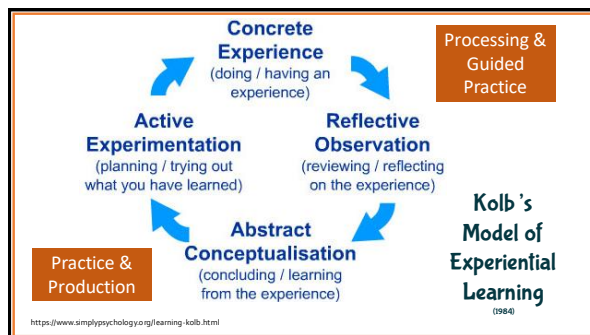 Concrete
Experience
(doing / having an
experience)
Processing &
Guided
Practice
Active
Experimentation
(planning / trying out
what you have learned)
Reflective
Observation
(reviewing / reflecting
on the experience)
Abstract
Conceptualisation
(concluding / learning
from the experience)
Kolb 's
Model of
Experiential
Learning
(1984)
Practice &
Production
https://www.simplypsychology.org/learning-kolb.html